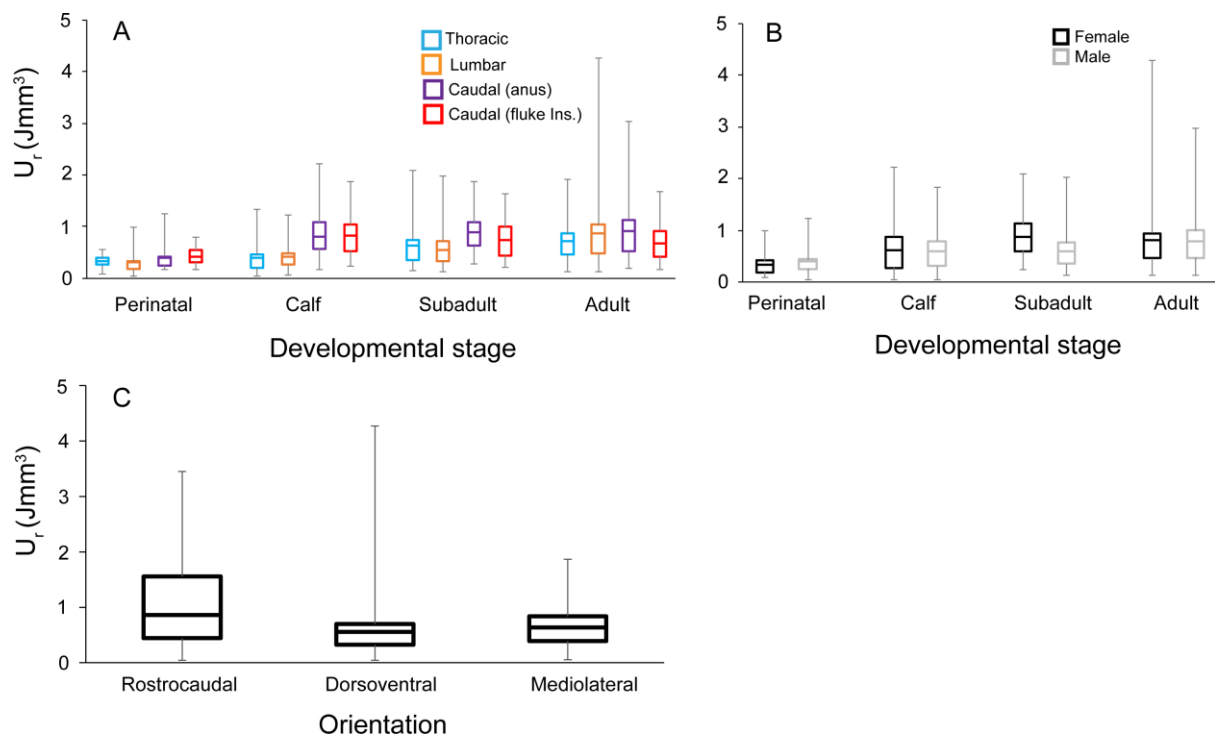 A
Thoracic
Lumbar
Caudal (anus)
Caudal (fluke Ins.)
U_r (Jmm³)
5
4
3
2
1
0
Perinatal Calf Subadult Adult
Developmental stage
B
Female
Male
5
4
3
2
1
0
Perinatal Calf Subadult Adult
Developmental stage
C
U_r (Jmm³)
5
4
3
2
1
0
Rostrocaudal Dorsoventral Mediolateral
Orientation